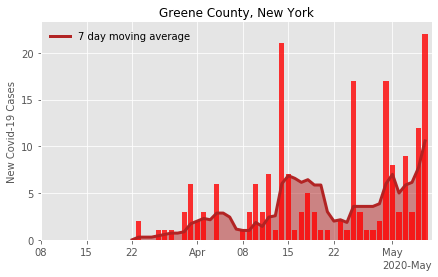 Greene County, New York
7 day moving average
New Covid-19 Cases
20
15
10
5
0
08 15 22 Apr 08 15 22 May
2020-May